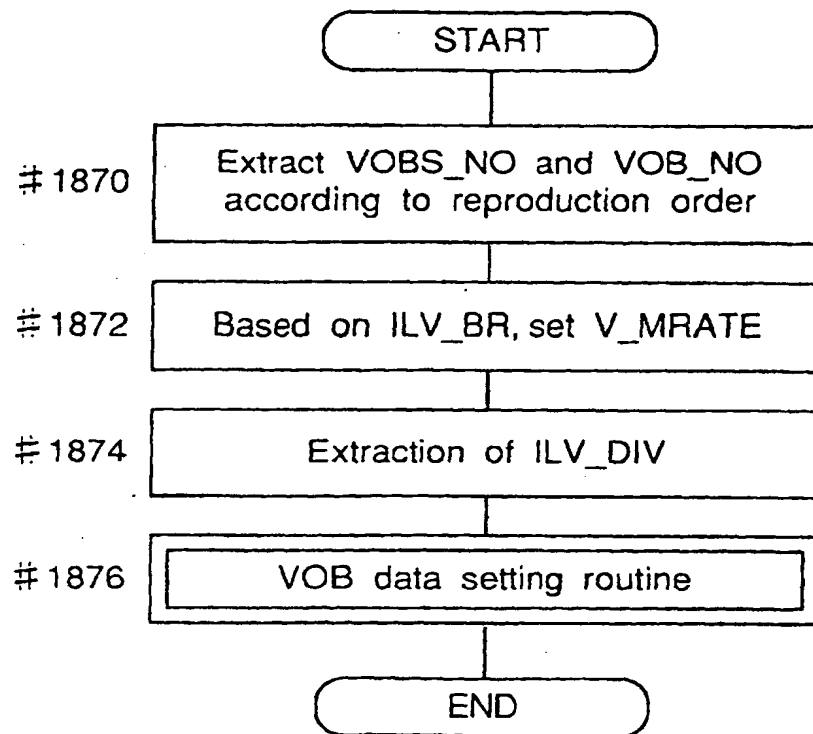 START
#1870
Extract VOBS_NO and VOB_NO
according to reproduction order
#1872
Based on ILV_BR, set V_MRATE
#1874
Extraction of ILV_DIV
#1876
VOB data setting routine
END